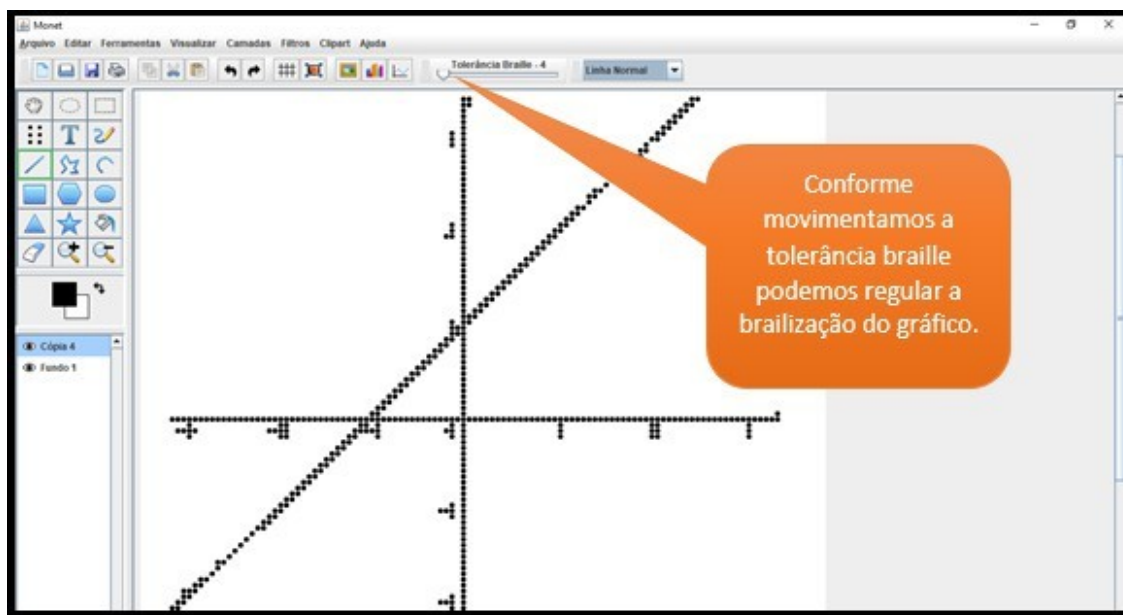 Monet
Arquivo Editar Ferramentas Visualizar Camadas Filtros Clipart Ajuda
Tolerância Braille - 4
Linha Normal
T
Conforme
movimentamos a
tolerância braille
podemos regular a
brailização do gráfico.
Cópia 4
Fundo 1